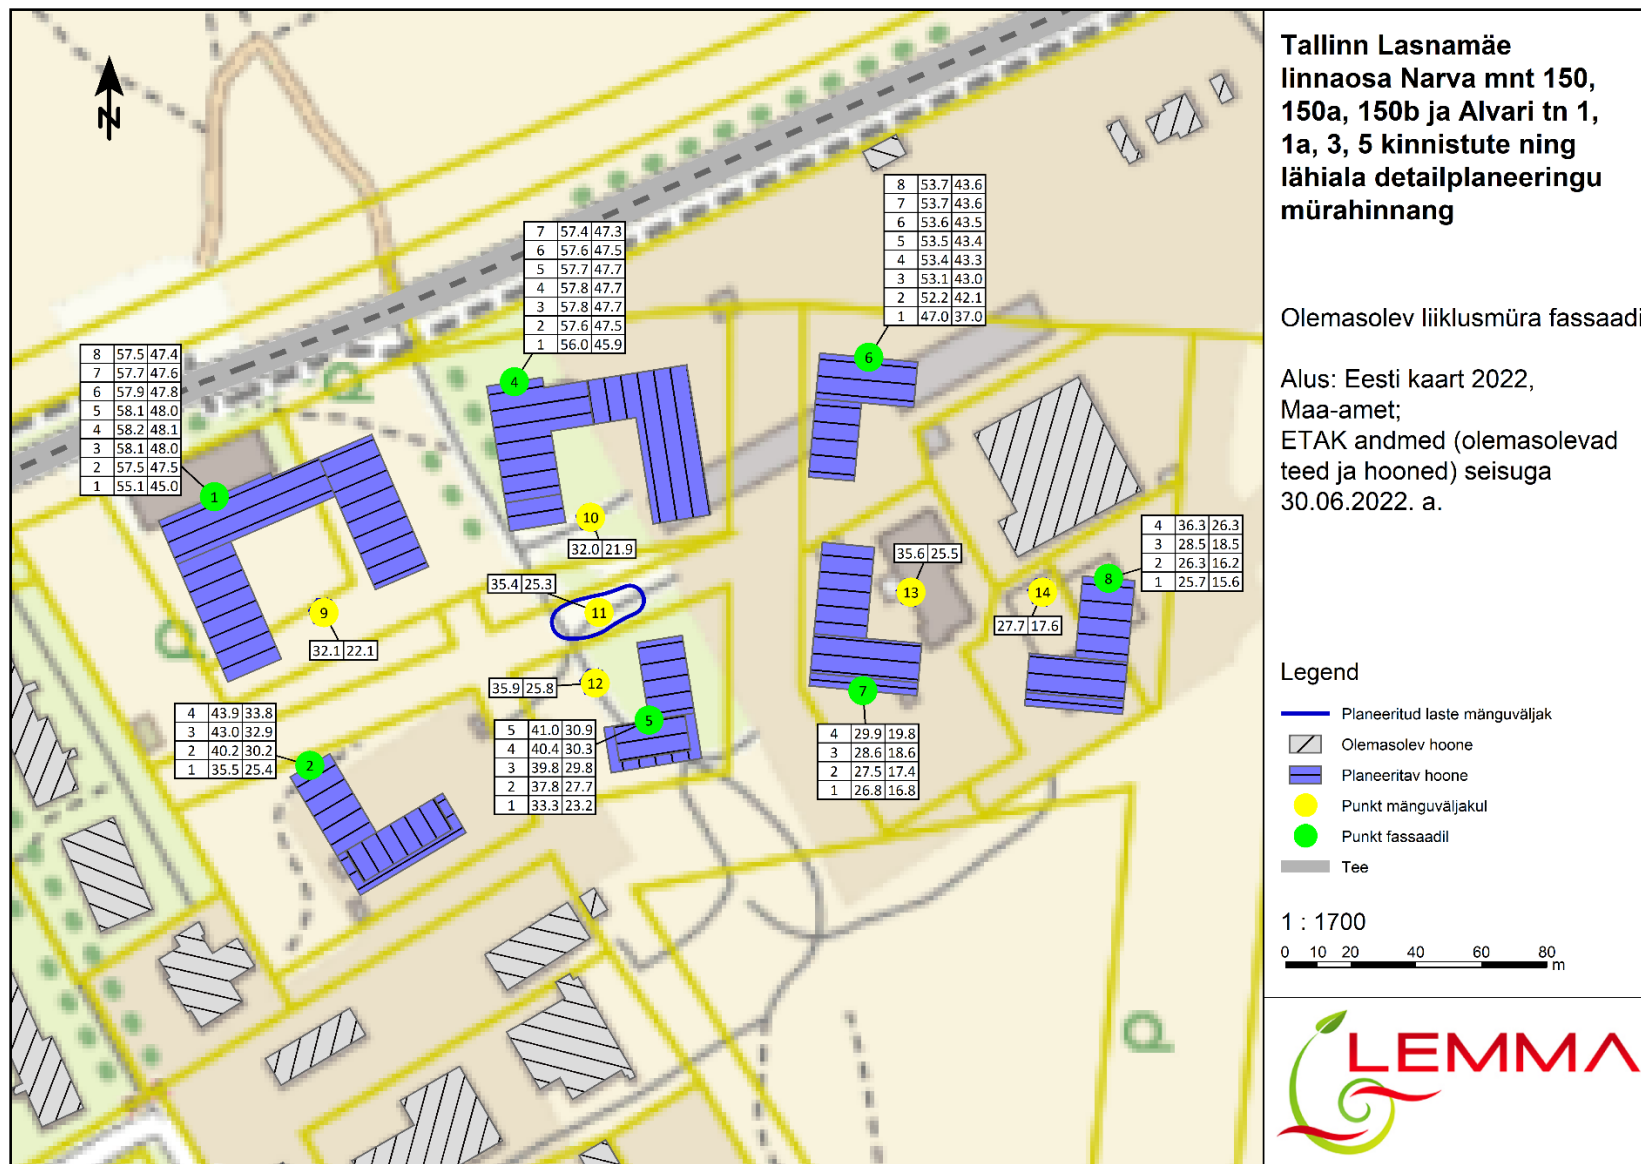 N
Tallinn Lasnamäe
linnaosa Narva mnt 150,
150a, 150b ja Alvari tn 1,
1a, 3, 5 kinnistute ning
lähiala detailplaneeringu
mürahinnang
Olemasolev liiklusmüra fassaadi
Alus: Eesti kaart 2022,
Maa-amet;
ETAK andmed (olemasolevad
teed ja hooned) seisuga
30.06.2022. a.
Legend
Planeeritud laste mänguväljak
Olemasolev hoone
Planeeritav hoone
Punkt mänguväljakul
Punkt fassaadil
Tee
1 : 1700
0 10 20 40 60 80
m
LEMMA
8 57.5 47.4
7 57.7 47.6
6 57.9 47.8
5 58.1 48.0
4 58.2 48.1
3 58.1 48.0
2 57.5 47.5
1 55.1 45.0
1
7 57.4 47.3
6 57.6 47.5
5 57.7 47.7
4 57.8 47.7
3 57.8 47.7
2 57.6 47.5
1 56.0 45.9
4
8 53.7 43.6
7 53.7 43.6
6 53.6 43.5
5 53.5 43.4
4 53.4 43.3
3 53.1 43.0
2 52.2 42.1
1 47.0 37.0
6
10
32.0 21.9
35.4 25.3
11
9
32.1 22.1
35.9 25.8
12
35.6 25.5
13
14
27.7 17.6
4 36.3 26.3
3 28.5 18.5
2 26.3 16.2
1 25.7 15.6
8
4 43.9 33.8
3 43.0 32.9
2 40.2 30.2
1 35.5 25.4
2
5 41.0 30.9
4 40.4 30.3
3 39.8 29.8
2 37.8 27.7
1 33.3 23.2
5
7
4 29.9 19.8
3 28.6 18.6
2 27.5 17.4
1 26.8 16.8